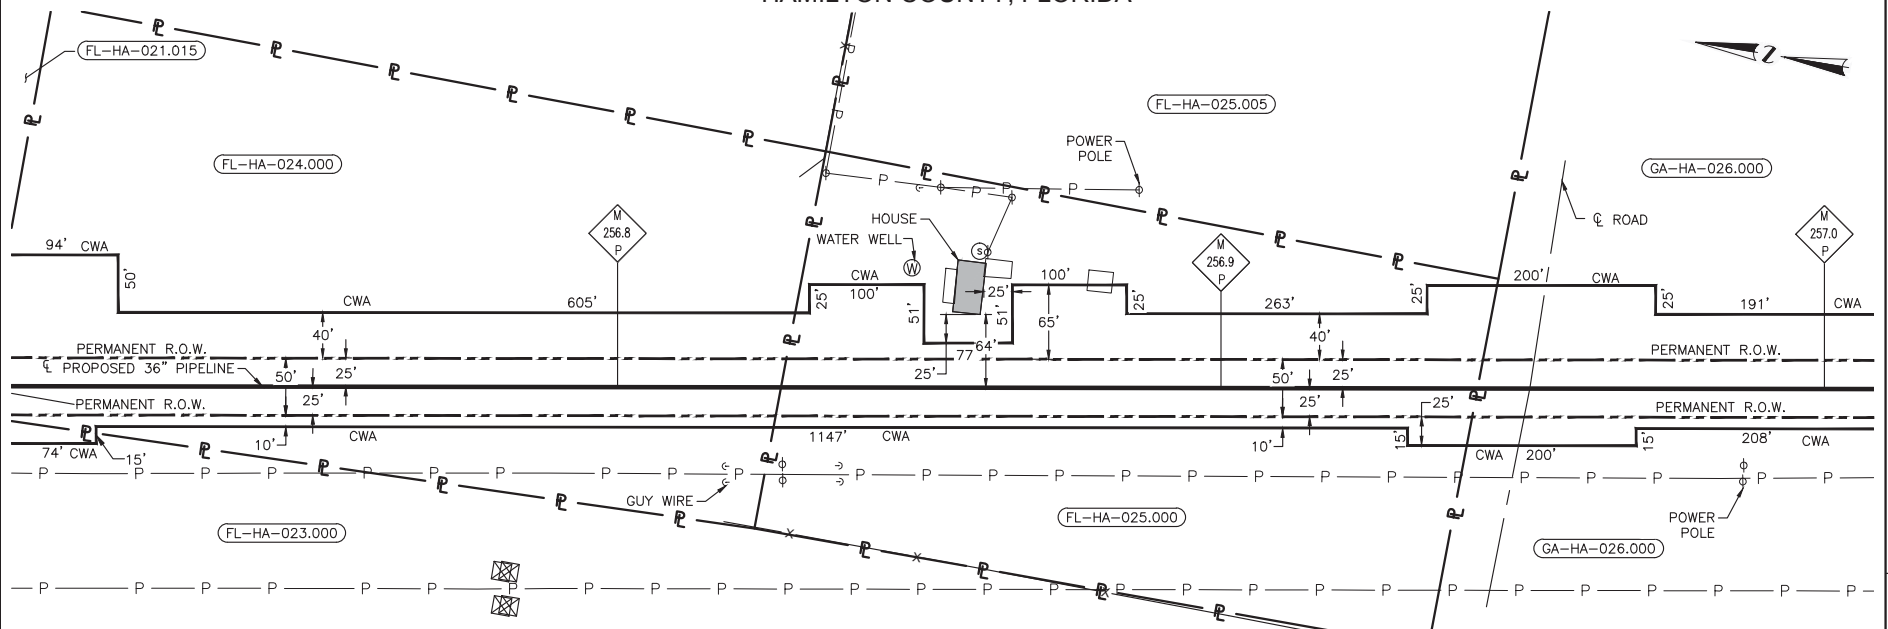 HAMILTON COUNTY, FLORIDA
FL-HA-021.015
FL-HA-024.000
FL-HA-025.005
GA-HA-026.000
POWER
POLE
℄ ROAD
HOUSE
WATER WELL
W
S
M
256.8
P
M
256.9
P
M
257.0
P
94' CWA
50'
CWA
605'
25'
CWA
100'
51'
25'
51'
100'
65'
25'
263'
25'
200'
CWA
25'
191'
CWA
40'
64'
77
25'
40'
PERMANENT R.O.W.
PERMANENT R.O.W.
℄ PROPOSED 36" PIPELINE
50'
25'
25'
50'
25'
25'
25'
PERMANENT R.O.W.
PERMANENT R.O.W.
74' CWA
15'
10'
CWA
1147'
CWA
10'
15'
CWA
200'
15'
208'
CWA
GUY WIRE
FL-HA-023.000
FL-HA-025.000
GA-HA-026.000
POWER
POLE